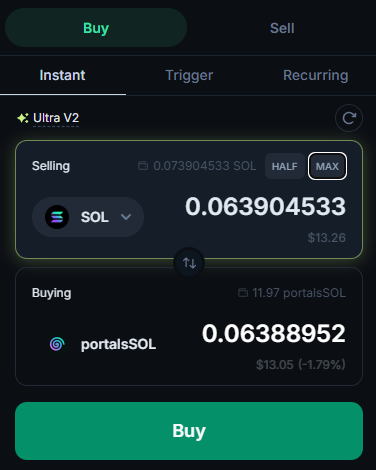 Buy Sell
Instant Trigger Recurring
Ultra V2
Selling 0.073904533 SOL HALF MAX
SOL 0.063904533
$13.26
Buying 11.97 portalsSOL
portalsSOL 0.06388952
$13.05 (-1.79%)
Buy